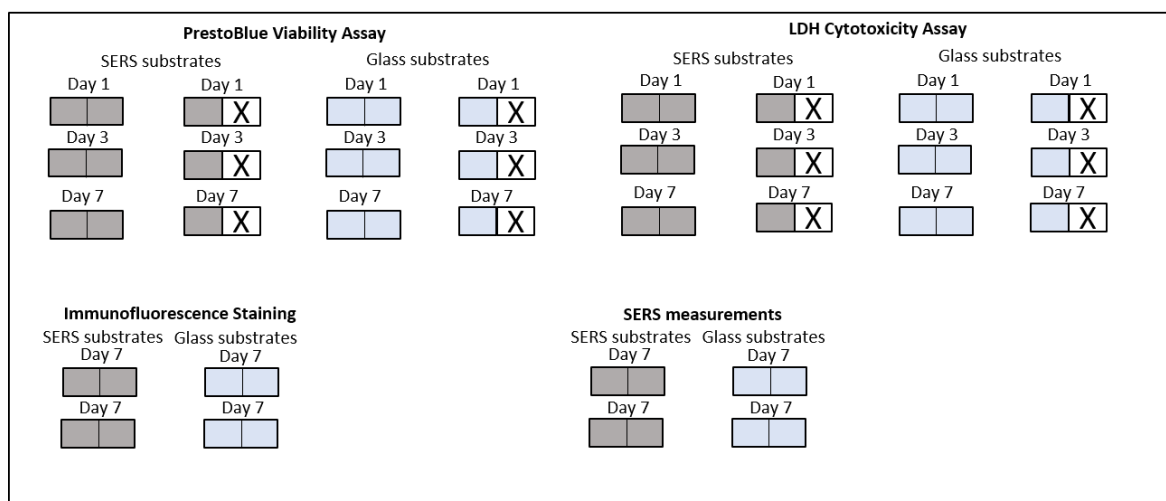 PrestoBlue Viability Assay
SERS substrates Glass substrates
Day 1 Day 1 Day 1 Day 1
X X
Day 3 Day 3 Day 3 Day 3
X X
Day 7 Day 7 Day 7 Day 7
X X
LDH Cytotoxicity Assay
SERS substrates Glass substrates
Day 1 Day 1 Day 1 Day 1
X X
Day 3 Day 3 Day 3 Day 3
X X
Day 7 Day 7 Day 7 Day 7
X X
Immunofluorescence Staining
SERS substrates Glass substrates
Day 7 Day 7
Day 7 Day 7
SERS measurements
SERS substrates Glass substrates
Day 7 Day 7
Day 7 Day 7